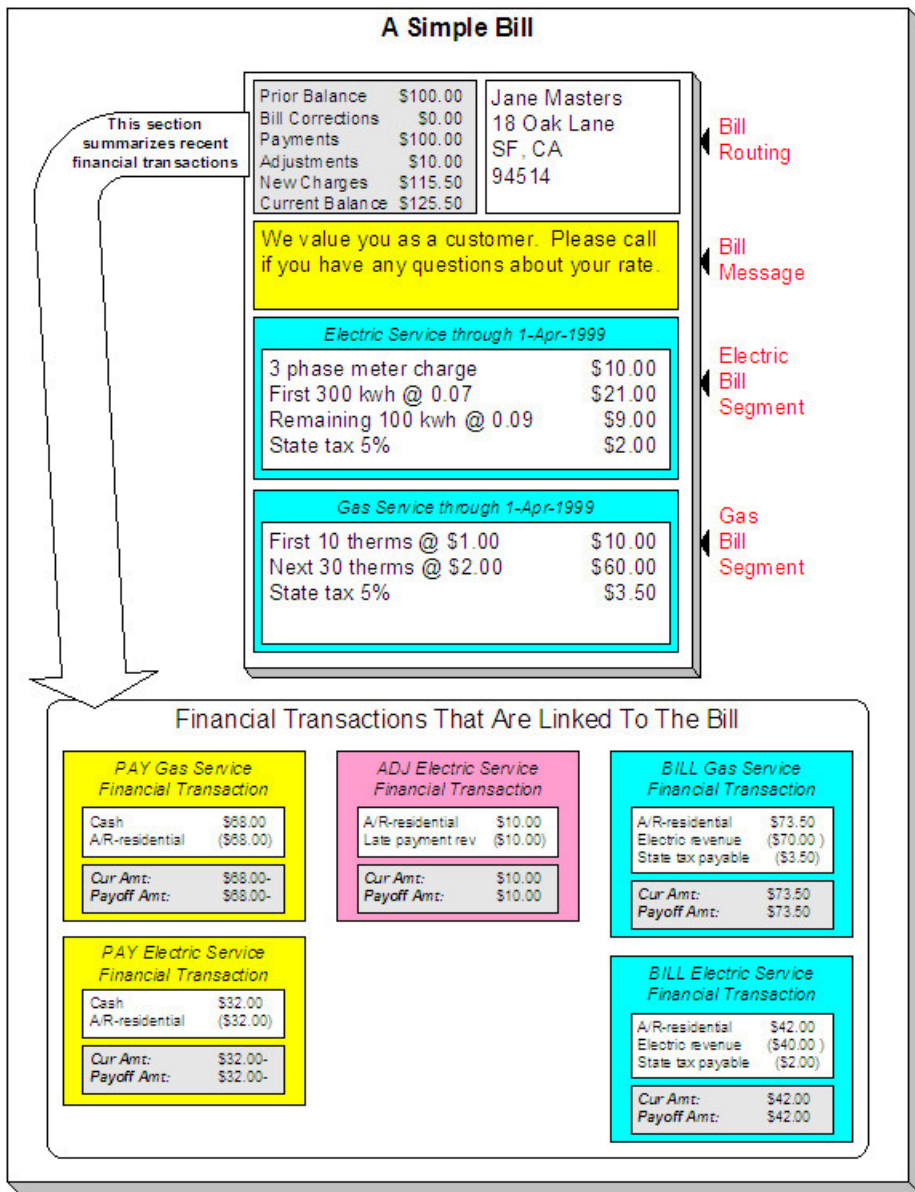 A Simple Bill
This section
summarizes recent
financial transactions
Prior Balance $100.00
Bill Corrections $0.00
Payments $100.00
Adjustments $10.00
New Charges $115.50
Current Balance $125.50
Jane Masters
18 Oak Lane
SF, CA
94514
Bill
Routing
We value you as a customer. Please call
if you have any questions about your rate.
Bill
Message
Electric Service through 1-Apr-1999
3 phase meter charge $10.00
First 300 kwh @ 0.07 $21.00
Remaining 100 kwh @ 0.09 $9.00
State tax 5% $2.00
Electric
Bill
Segment
Gas Service through 1-Apr-1999
First 10 therms @ $1.00 $10.00
Next 30 therms @ $2.00 $60.00
State tax 5% $3.50
Gas
Bill
Segment
Financial Transactions That Are Linked To The Bill
PAY Gas Service
Financial Transaction
Cash $68.00
A/R-residential ($68.00)
Cur Amt: $68.00-
Payoff Amt: $68.00-
ADJ Electric Service
Financial Transaction
A/R-residential $10.00
Late payment rev ($10.00)
Cur Amt: $10.00
Payoff Amt: $10.00
BILL Gas Service
Financial Transaction
A/R-residential $73.50
Electric revenue ($70.00 )
State tax payable ($3.50)
Cur Amt: $73.50
Payoff Amt: $73.50
PAY Electric Service
Financial Transaction
Cash $32.00
A/R-residential ($32.00)
Cur Amt: $32.00-
Payoff Amt: $32.00-
BILL Electric Service
Financial Transaction
A/R-residential $42.00
Electric revenue ($40.00 )
State tax payable ($2.00)
Cur Amt: $42.00
Payoff Amt: $42.00